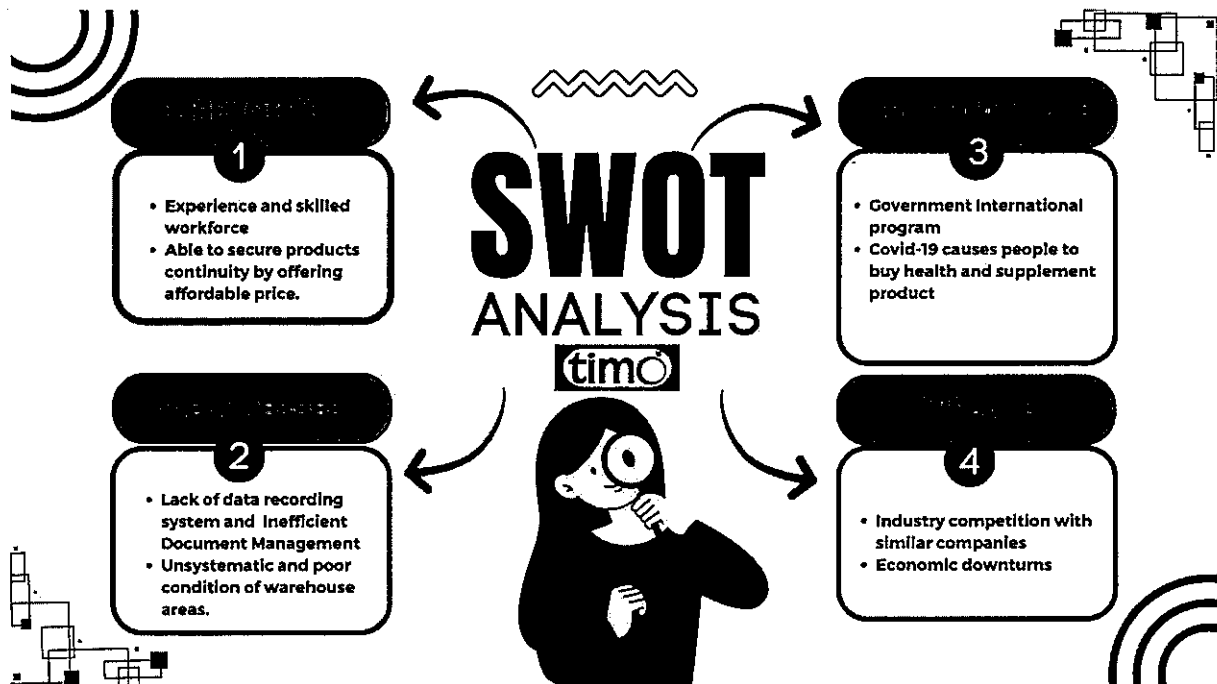 SWOT
ANALYSIS
timo
1
• Experience and skilled
workforce
• Able to secure products
continuity by offering
affordable price.
2
• Lack of data recording
system and Inefficient
Document Management
• Unsystematic and poor
condition of warehouse
areas.
3
• Government International
program
• Covid-19 causes people to
buy health and supplement
product
4
• Industry competition with
similar companies
• Economic downturns